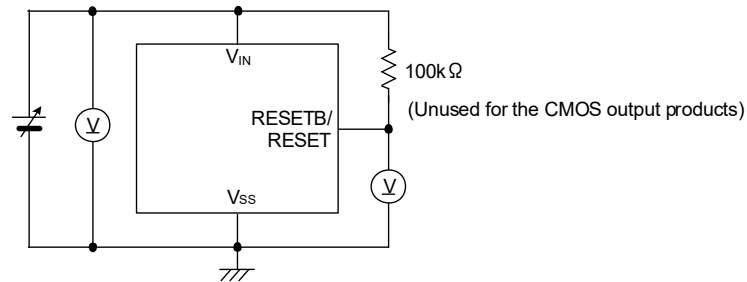 V
VIN
100kΩ
(Unused for the CMOS output products)
RESETB/
RESET
V
VSS